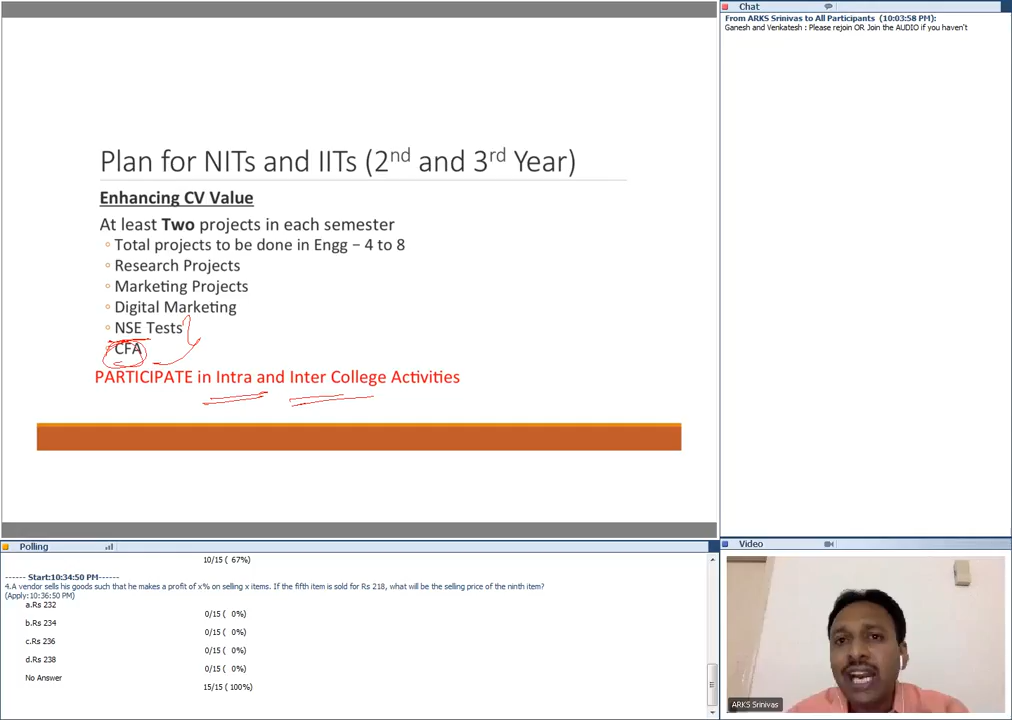 Chat
From ARKS Srinivas to All Participants (10:03:58 PM):
Ganesh and Venkatesh : Please rejoin OR Join the AUDIO if you haven't
Plan for NITs and IITs (2nd and 3rd Year)
Enhancing CV Value
At least Two projects in each semester
◦ Total projects to be done in Engg – 4 to 8
◦ Research Projects
◦ Marketing Projects
◦ Digital Marketing
◦ NSE Tests
◦ CFA
PARTICIPATE in Intra and Inter College Activities
Polling
10/15 ( 67%)
------ Start:10:34:50 PM------
4.A vendor sells his goods such that he makes a profit of x% on selling x items. If the fifth item is sold for Rs 218, what will be the selling price of the ninth item?
(Apply:10:36:50 PM)
a.Rs 232
0/15 ( 0%)
b.Rs 234
0/15 ( 0%)
c.Rs 236
0/15 ( 0%)
d.Rs 238
0/15 ( 0%)
No Answer
15/15 ( 100%)
Video
ARKS Srinivas